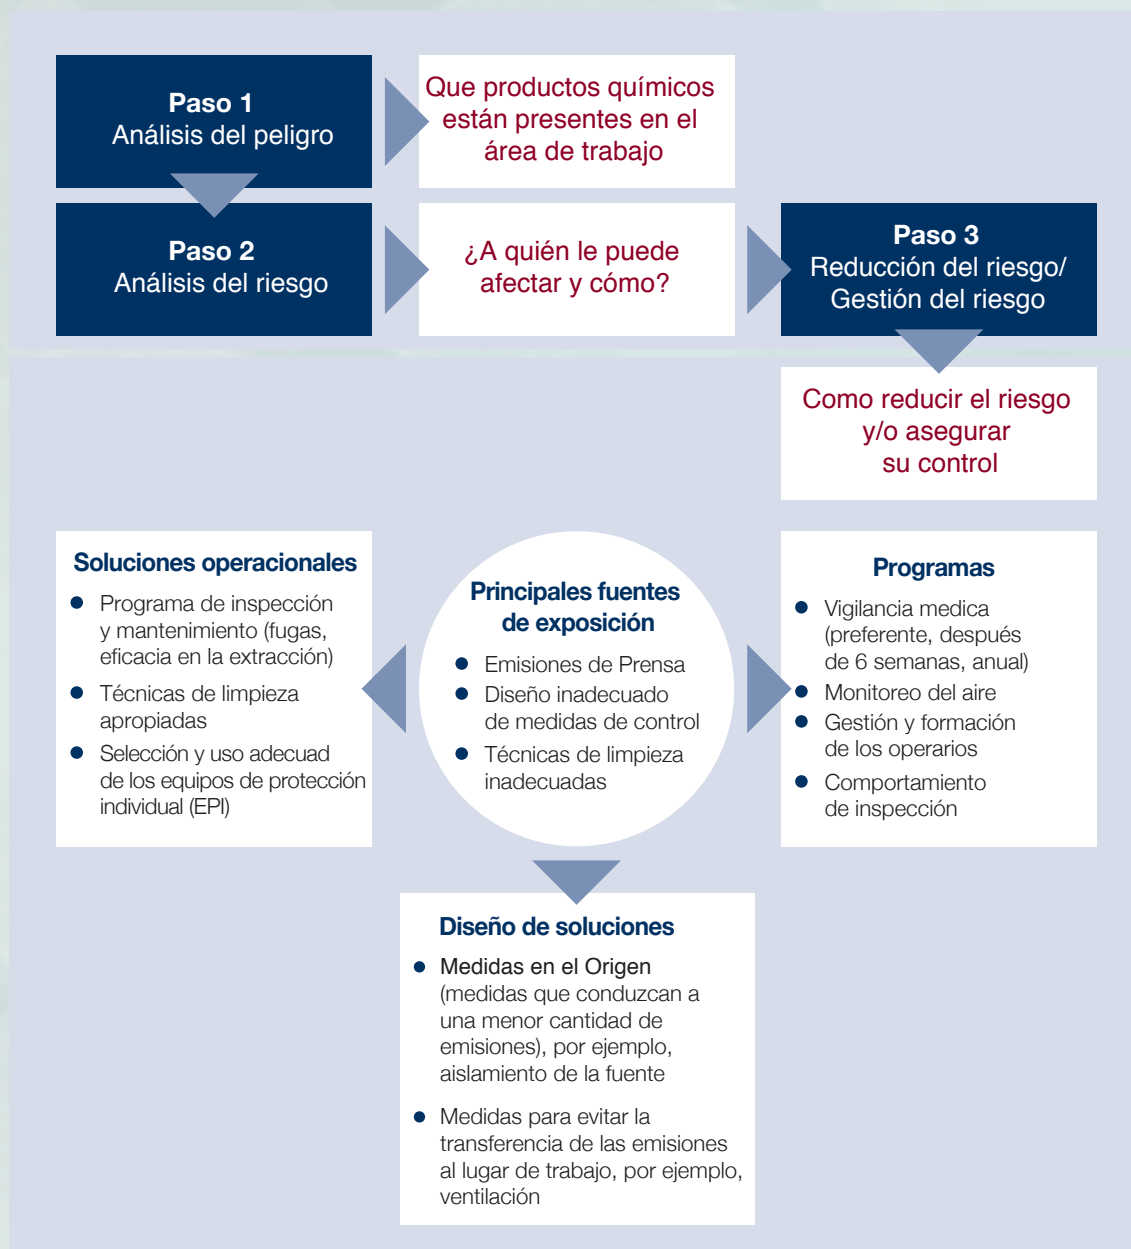 Paso 1
Análisis del peligro
Que productos químicos
están presentes en el
área de trabajo
Paso 2
Análisis del riesgo
¿A quién le puede
afectar y cómo?
Paso 3
Reducción del riesgo/
Gestión del riesgo
Como reducir el riesgo
y/o asegurar
su control
Soluciones operacionales
Programa de inspección
y mantenimiento (fugas,
eficacia en la extracción)
Técnicas de limpieza
apropiadas
Selección y uso adecuad
de los equipos de protección
individual (EPI)
Principales fuentes
de exposición
Emisiones de Prensa
Diseño inadecuado
de medidas de control
Técnicas de limpieza
inadecuadas
Programas
Vigilancia medica
(preferente, después
de 6 semanas, anual)
Monitoreo del aire
Gestión y formación
de los operarios
Comportamiento
de inspección
Diseño de soluciones
Medidas en el Origen
(medidas que conduzcan a
una menor cantidad de
emisiones), por ejemplo,
aislamiento de la fuente
Medidas para evitar la
transferencia de las emisiones
al lugar de trabajo, por ejemplo,
ventilación